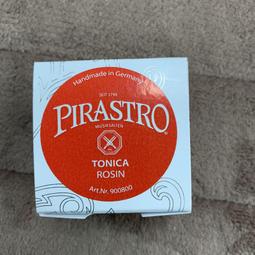 Handmade in Germany
SEIT 1798
PIRASTRO
MUSIKSAITEN
TONICA
ROSIN
Art.Nr. 900800